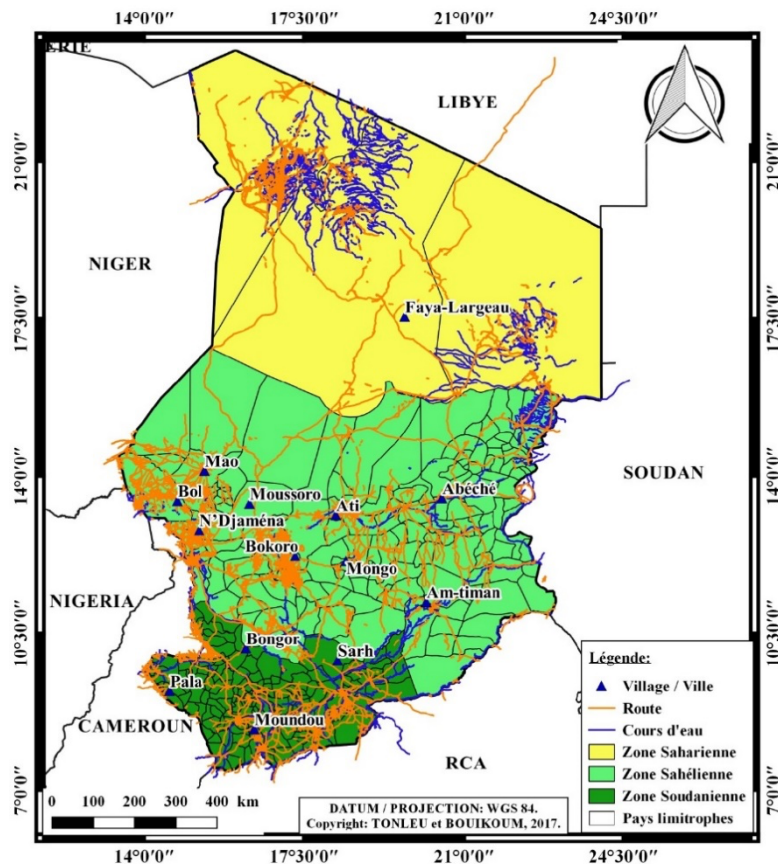 14°0'0'' 17°30'0'' 21°0'0'' 24°30'0''
ERIE
LIBYE
21°0'0'' 21°0'0''
NIGER
Faya-Largeau
17°30'0'' 17°30'0''
SOUDAN
Mao
14°0'0'' 14°0'0''
Bol Moussoro Ati Abéché
N'Djaména
Bokoro
Mongo
NIGERIA
Am-timan
10°30'0'' 10°30'0''
Bongor Sarh
Pala
CAMEROUN
Moundou
RCA
7°0'0'' 7°0'0''
Légende:
Village / Ville
Route
Cours d'eau
Zone Saharienne
Zone Sahélienne
Zone Soudanienne
Pays limitrophes
0 100 200 300 400 km
DATUM / PROJECTION: WGS 84.
Copyright: TONLEU et BOUIKOUM, 2017.
14°0'0'' 17°30'0'' 21°0'0'' 24°30'0''